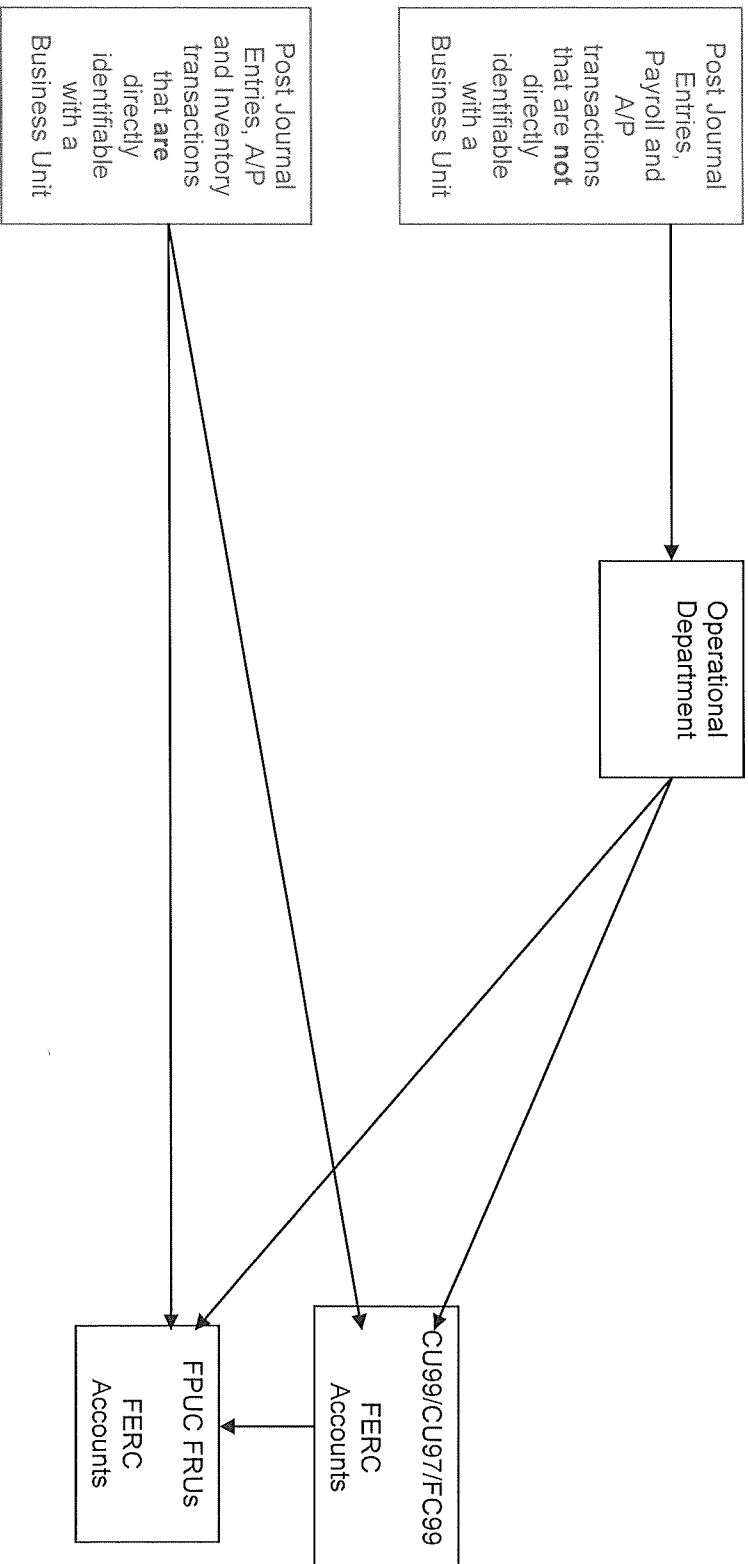 Post Journal
Entries,
Payroll and
A/P
transactions
that are not
directly
identifiable
with a
Business Unit
Operational
Department
CU99/CU97/FC99
FERC
Accounts
Post Journal
Entries, A/P
and Inventory
transactions
that are
directly
identifiable
with a
Business Unit
FPUC FRUs
FERC
Accounts